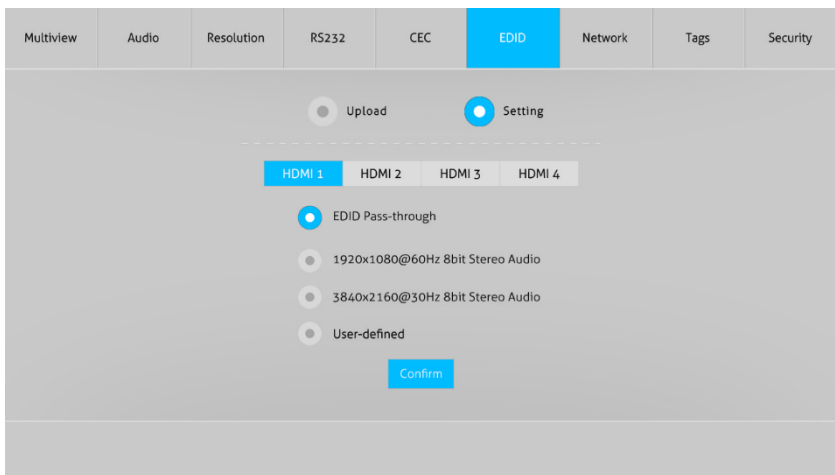 Multiview Audio Resolution RS232 CEC EDID Network Tags Security
Upload Setting
HDMI 1 HDMI 2 HDMI 3 HDMI 4
EDID Pass-through
1920x1080@60Hz 8bit Stereo Audio
3840x2160@30Hz 8bit Stereo Audio
User-defined
Confirm